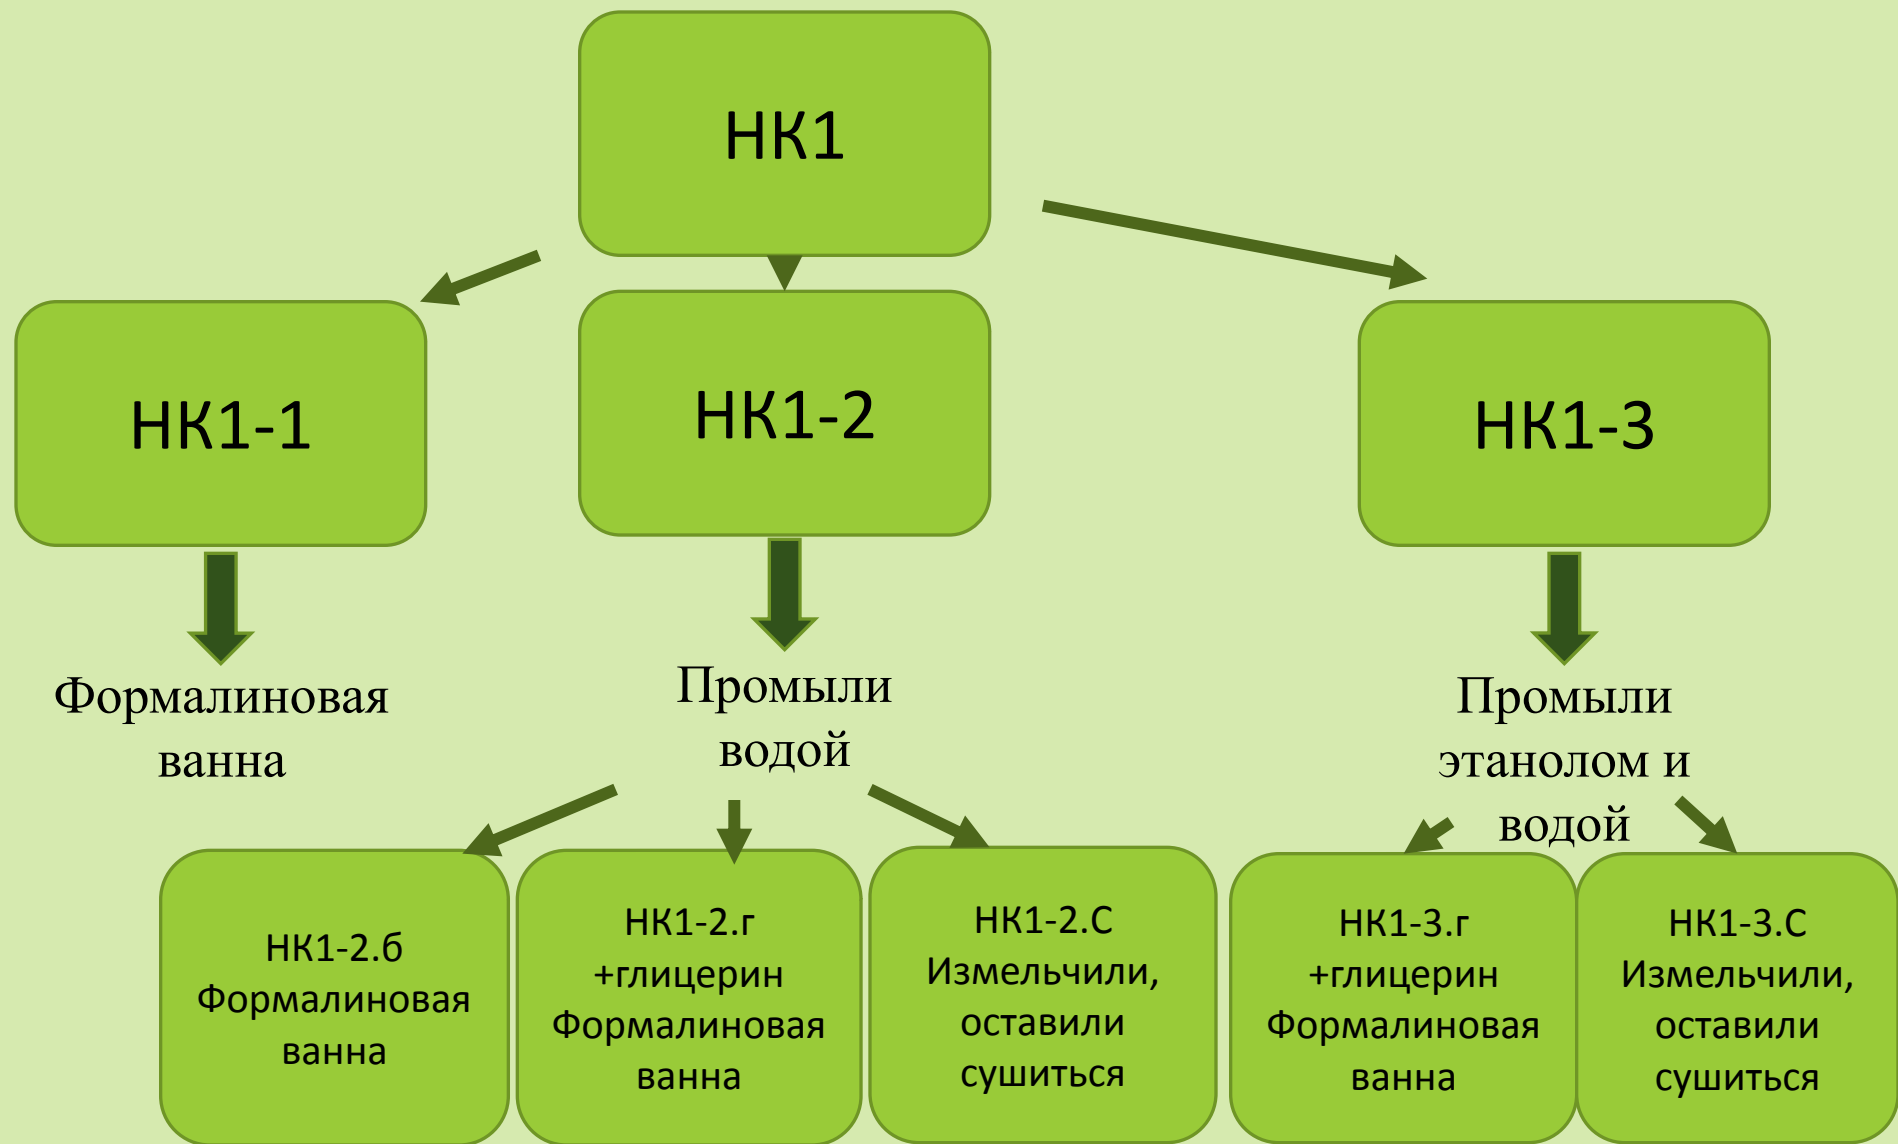 НК1
НК1-1
НК1-2
НК1-3
Формалиновая
ванна
Промыли
водой
Промыли
этанолом и
водой
НК1-2.б
Формалиновая
ванна
НК1-2.г
+глицерин
Формалиновая
ванна
НК1-2.С
Измельчили,
оставили
сушиться
НК1-3.г
+глицерин
Формалиновая
ванна
НК1-3.С
Измельчили,
оставили
сушиться